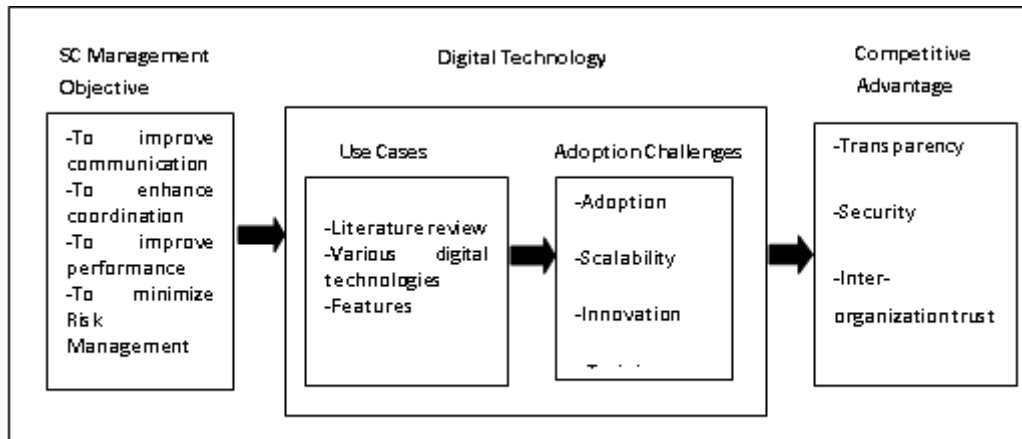 SC Management
Objective
-To improve
communication
-To enhance
coordination
-To improve
performance
-To minimize
Risk
Management
Digital Technology
Use Cases
-Literature review
-Various digital
technologies
-Features
Adoption Challenges
-Adoption
-Scalability
-Innovation
Competitive
Advantage
-Transparency
-Security
-Inter-
organization trust